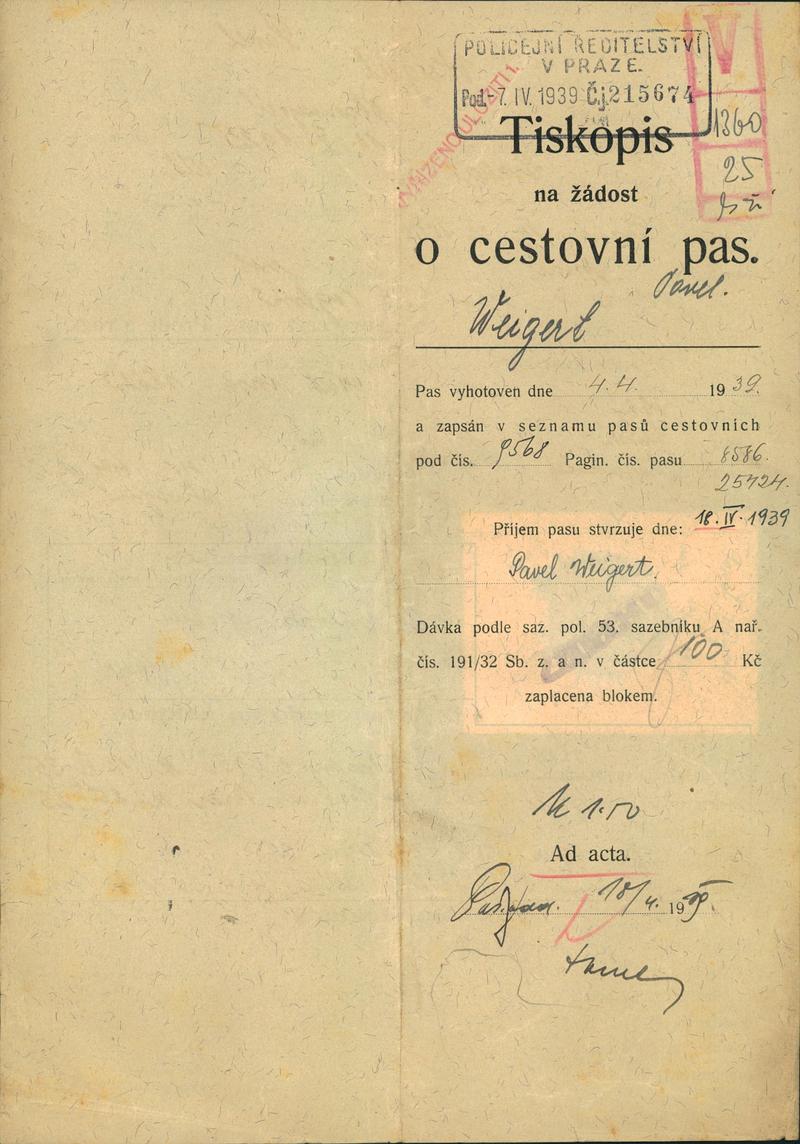 POLICEJNÍ ŘEDITELSTVÍ
V PRAZE.
Pod. -7. IV. 1939 Čj. 215674
V
1360
25
Tiskopis
na žádost
o cestovní pas.
Pavel.
Weigert
Pas vyhotoven dne 4.4. 1939.
a zapsán v seznamu pasů cestovních
pod čís. 9568 Pagin. čís. pasu 8586.
25424.
Příjem pasu stvrzuje dne: 18. IV. 1939
Pavel Weigert.
Dávka podle saz. pol. 53. sazebníku A nař.
čís. 191/32 Sb. z. a n. v částce 100 Kč
zaplacena blokem.
Ad acta.
18/4. 1939.